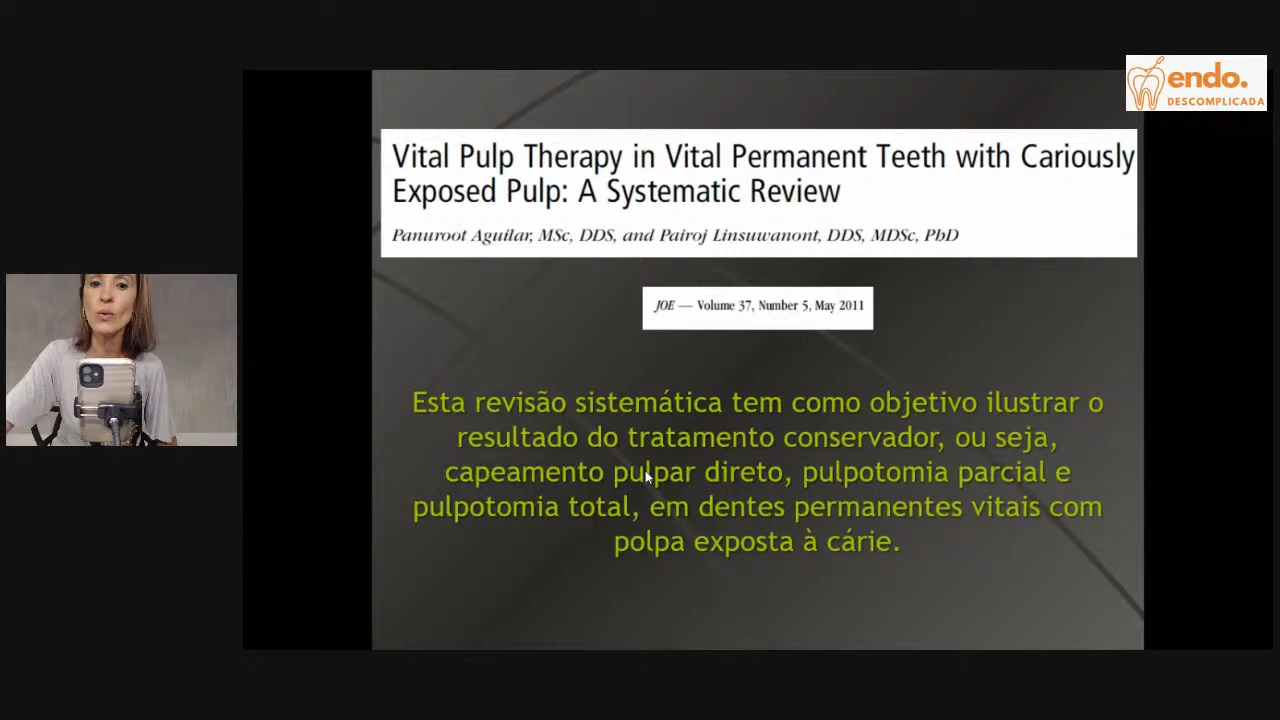 endo.
DESCOMPLICADA
Vital Pulp Therapy in Vital Permanent Teeth with Cariously
Exposed Pulp: A Systematic Review
Panuroot Aguilar, MSc, DDS, and Pairoj Linsuwanont, DDS, MDSc, PhD
JOE — Volume 37, Number 5, May 2011
Esta revisão sistemática tem como objetivo ilustrar o
resultado do tratamento conservador, ou seja,
capeamento pulpar direto, pulpotomia parcial e
pulpotomia total, em dentes permanentes vitais com
polpa exposta à cárie.